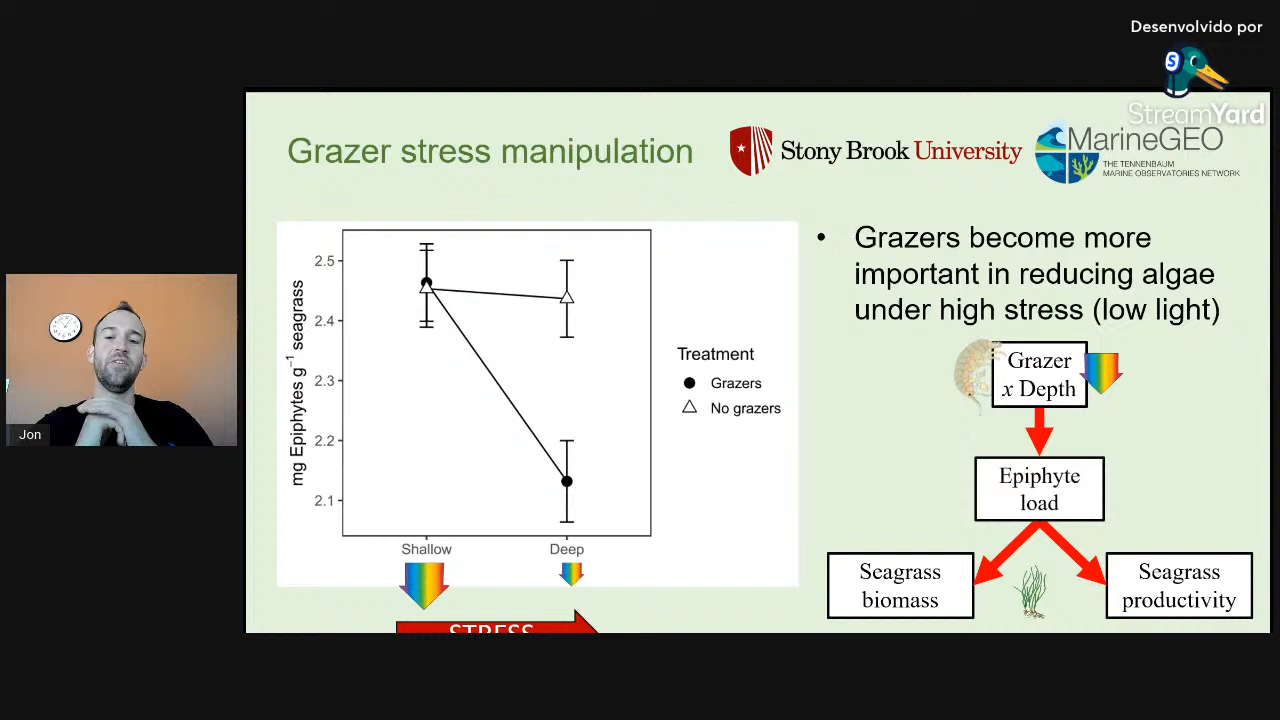 Desenvolvido por
StreamYard
Grazer stress manipulation
Stony Brook University
MarineGEO
THE TENNENBAUM
MARINE OBSERVATORIES NETWORK
mg Epiphytes g⁻¹ seagrass
2.5
2.4
2.3
2.2
2.1
Shallow
Deep
Treatment
Grazers
No grazers
STRESS
• Grazers become more
important in reducing algae
under high stress (low light)
Grazer
x Depth
Epiphyte
load
Seagrass
biomass
Seagrass
productivity
Jon